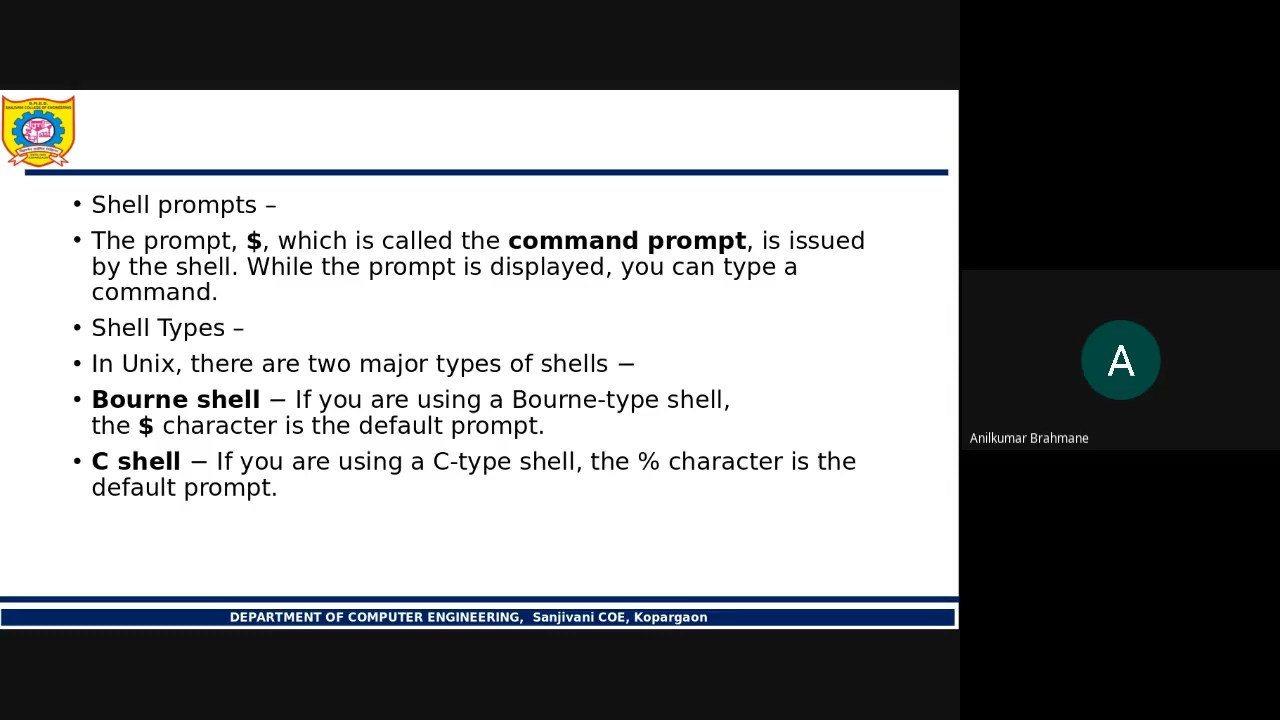 • Shell prompts –
• The prompt, $, which is called the command prompt, is issued
by the shell. While the prompt is displayed, you can type a
command.
• Shell Types –
• In Unix, there are two major types of shells −
• Bourne shell − If you are using a Bourne-type shell,
the $ character is the default prompt.
• C shell − If you are using a C-type shell, the % character is the
default prompt.
DEPARTMENT OF COMPUTER ENGINEERING, Sanjivani COE, Kopargaon
A
Anilkumar Brahmane